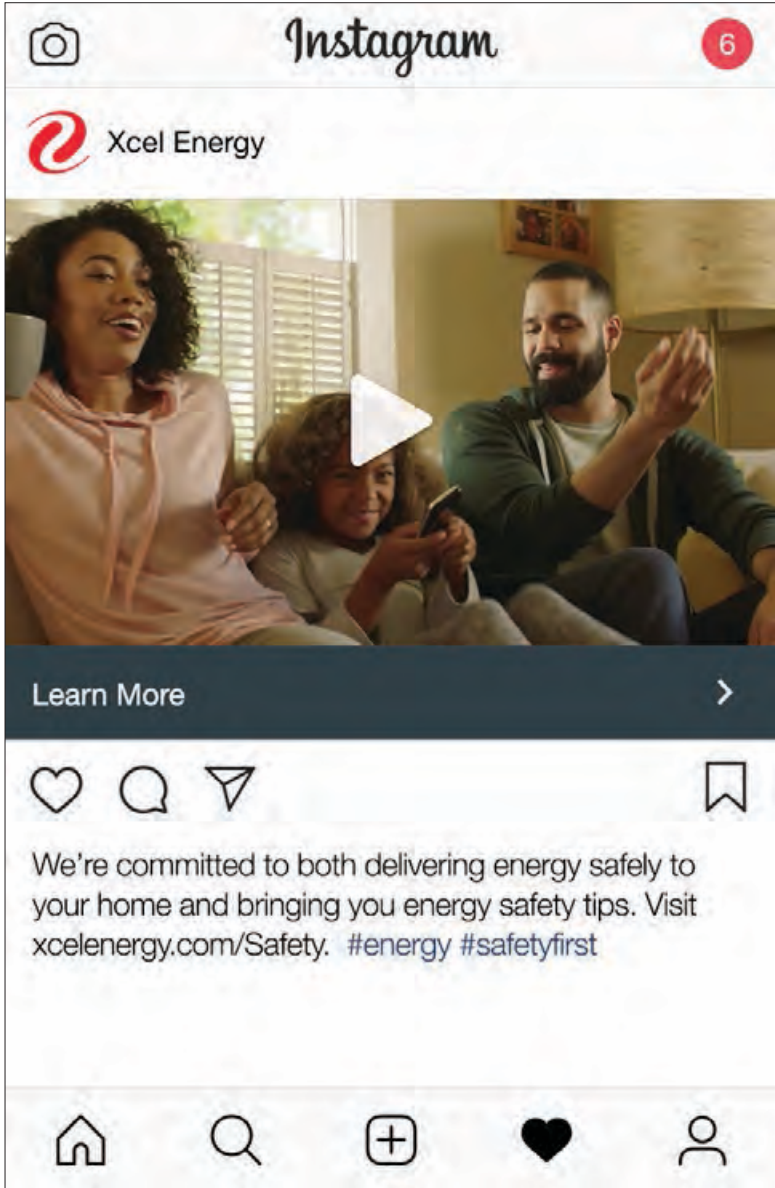 Instagram
6
Xcel Energy
Learn More
We're committed to both delivering energy safely to
your home and bringing you energy safety tips. Visit
xcelenergy.com/Safety. #energy #safetyfirst